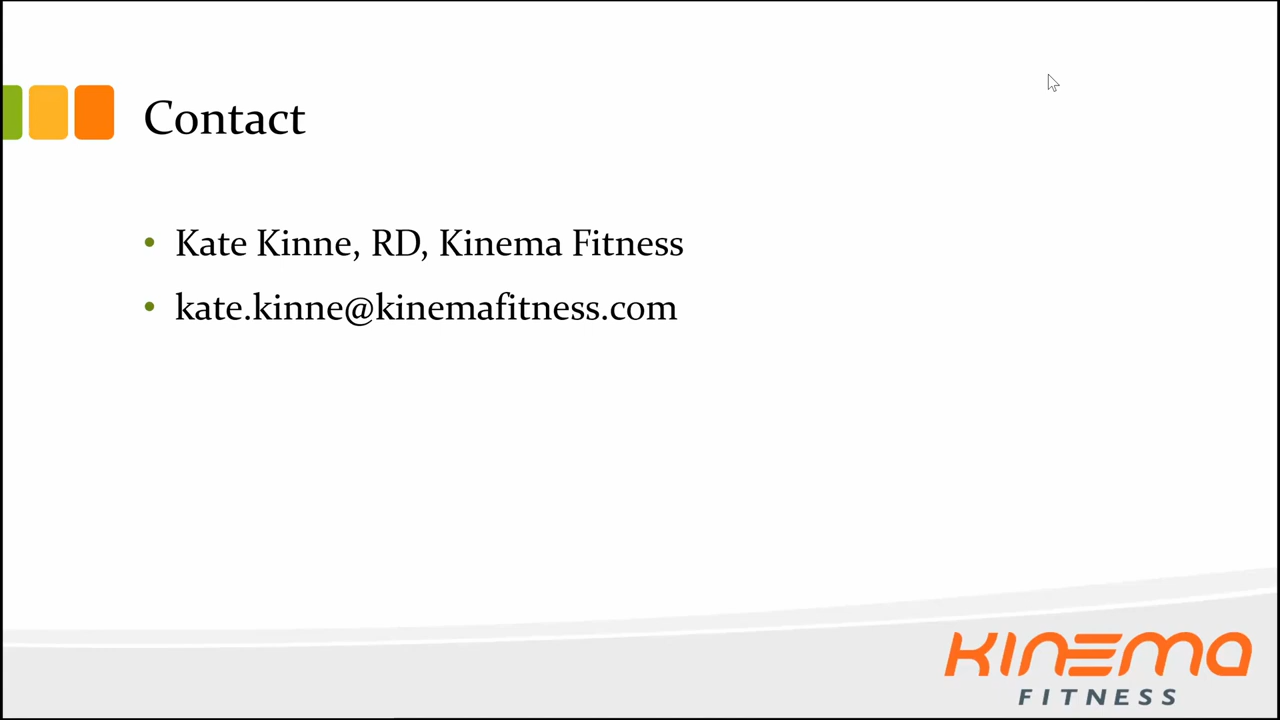 Contact
• Kate Kinne, RD, Kinema Fitness
• kate.kinne@kinemafitness.com
KINEMA
FITNESS